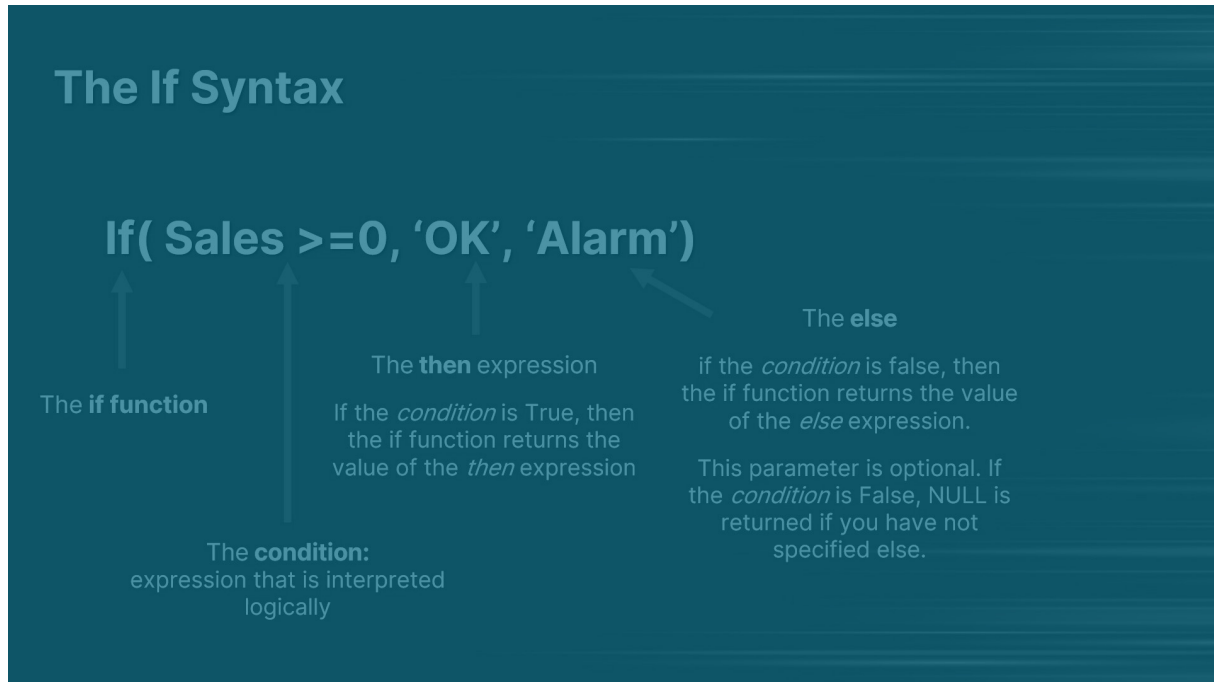 The If Syntax
If( Sales >=0, ‘OK’, ‘Alarm’)
The if function
The condition:
expression that is interpreted
logically
The then expression
If the condition is True, then
the if function returns the
value of the then expression
The else
if the condition is false, then
the if function returns the value
of the else expression.
This parameter is optional. If
the condition is False, NULL is
returned if you have not
specified else.